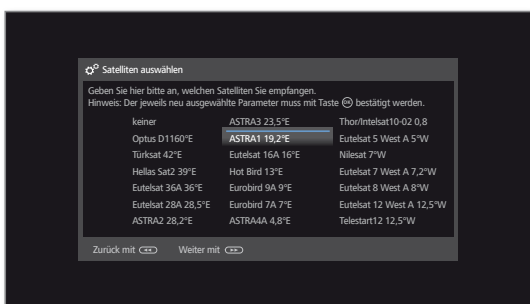 Satelliten auswählen
Geben Sie hier bitte an, welchen Satelliten Sie empfangen.
Hinweis: Der jeweils neu ausgewählte Parameter muss mit Taste OK bestätigt werden.
keiner ASTRA3 23,5°E Thor/Intelsat10-02 0,8
Optus D1160°E ASTRA1 19,2°E Eutelsat 5 West A 5°W
Türksat 42°E Eutelsat 16A 16°E Nilesat 7°W
Hellas Sat2 39°E Hot Bird 13°E Eutelsat 7 West A 7,2°W
Eutelsat 36A 36°E Eurobird 9A 9°E Eutelsat 8 West A 8°W
Eutelsat 28A 28,5°E Eurobird 7A 7°E Eutelsat 12 West A 12,5°W
ASTRA2 28,2°E ASTRA4A 4,8°E Telestart12 12,5°W
Zurück mit Weiter mit